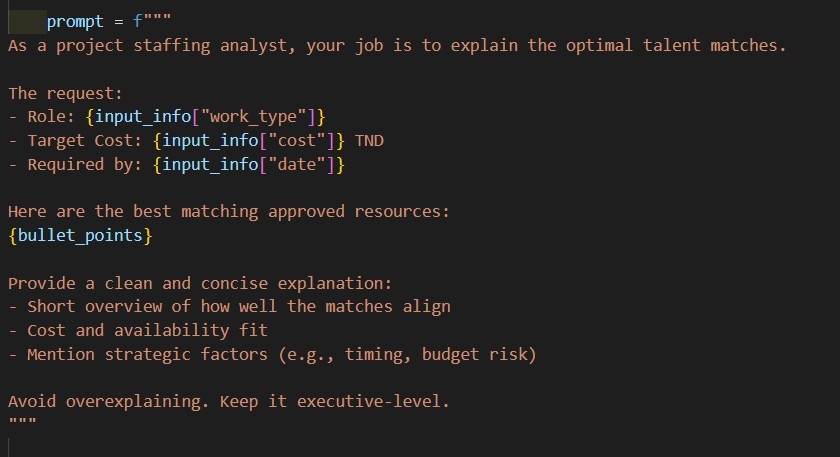 prompt = f"""
As a project staffing analyst, your job is to explain the optimal talent matches.
The request:
- Role: {input_info["work_type"]}
- Target Cost: {input_info["cost"]} TND
- Required by: {input_info["date"]}
Here are the best matching approved resources:
{bullet_points}
Provide a clean and concise explanation:
- Short overview of how well the matches align
- Cost and availability fit
- Mention strategic factors (e.g., timing, budget risk)
Avoid overexplaining. Keep it executive-level.
"""